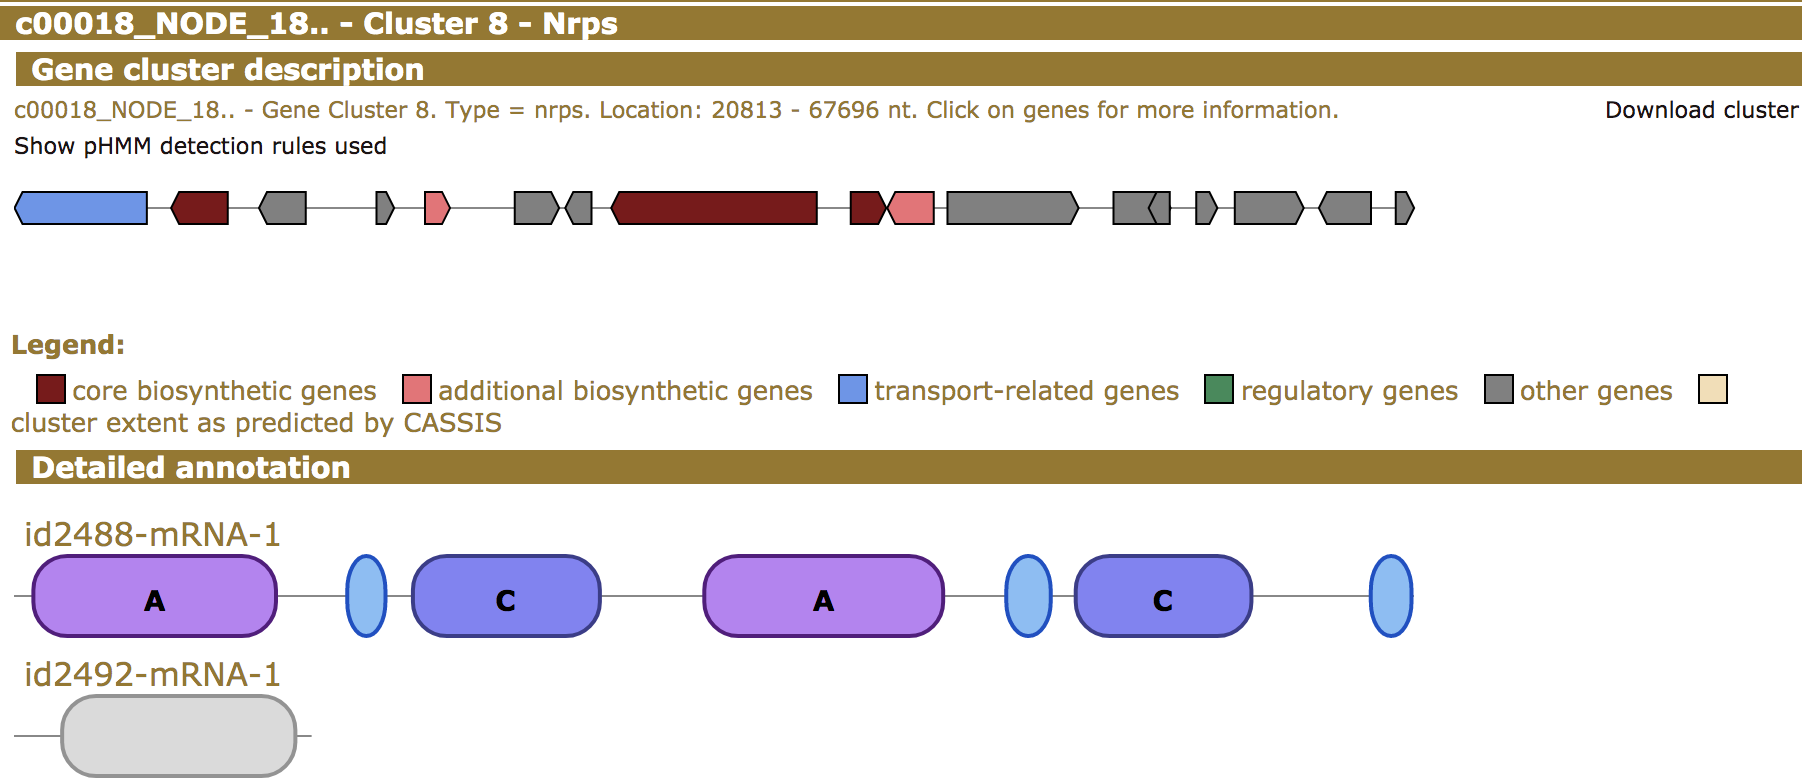 c00018_NODE_18.. - Cluster 8 - Nrps
Gene cluster description
c00018_NODE_18.. - Gene Cluster 8. Type = nrps. Location: 20813 - 67696 nt. Click on genes for more information. Download cluster
Show pHMM detection rules used
Legend:
core biosynthetic genes additional biosynthetic genes transport-related genes regulatory genes other genes
cluster extent as predicted by CASSIS
Detailed annotation
id2488-mRNA-1
A C A C
id2492-mRNA-1